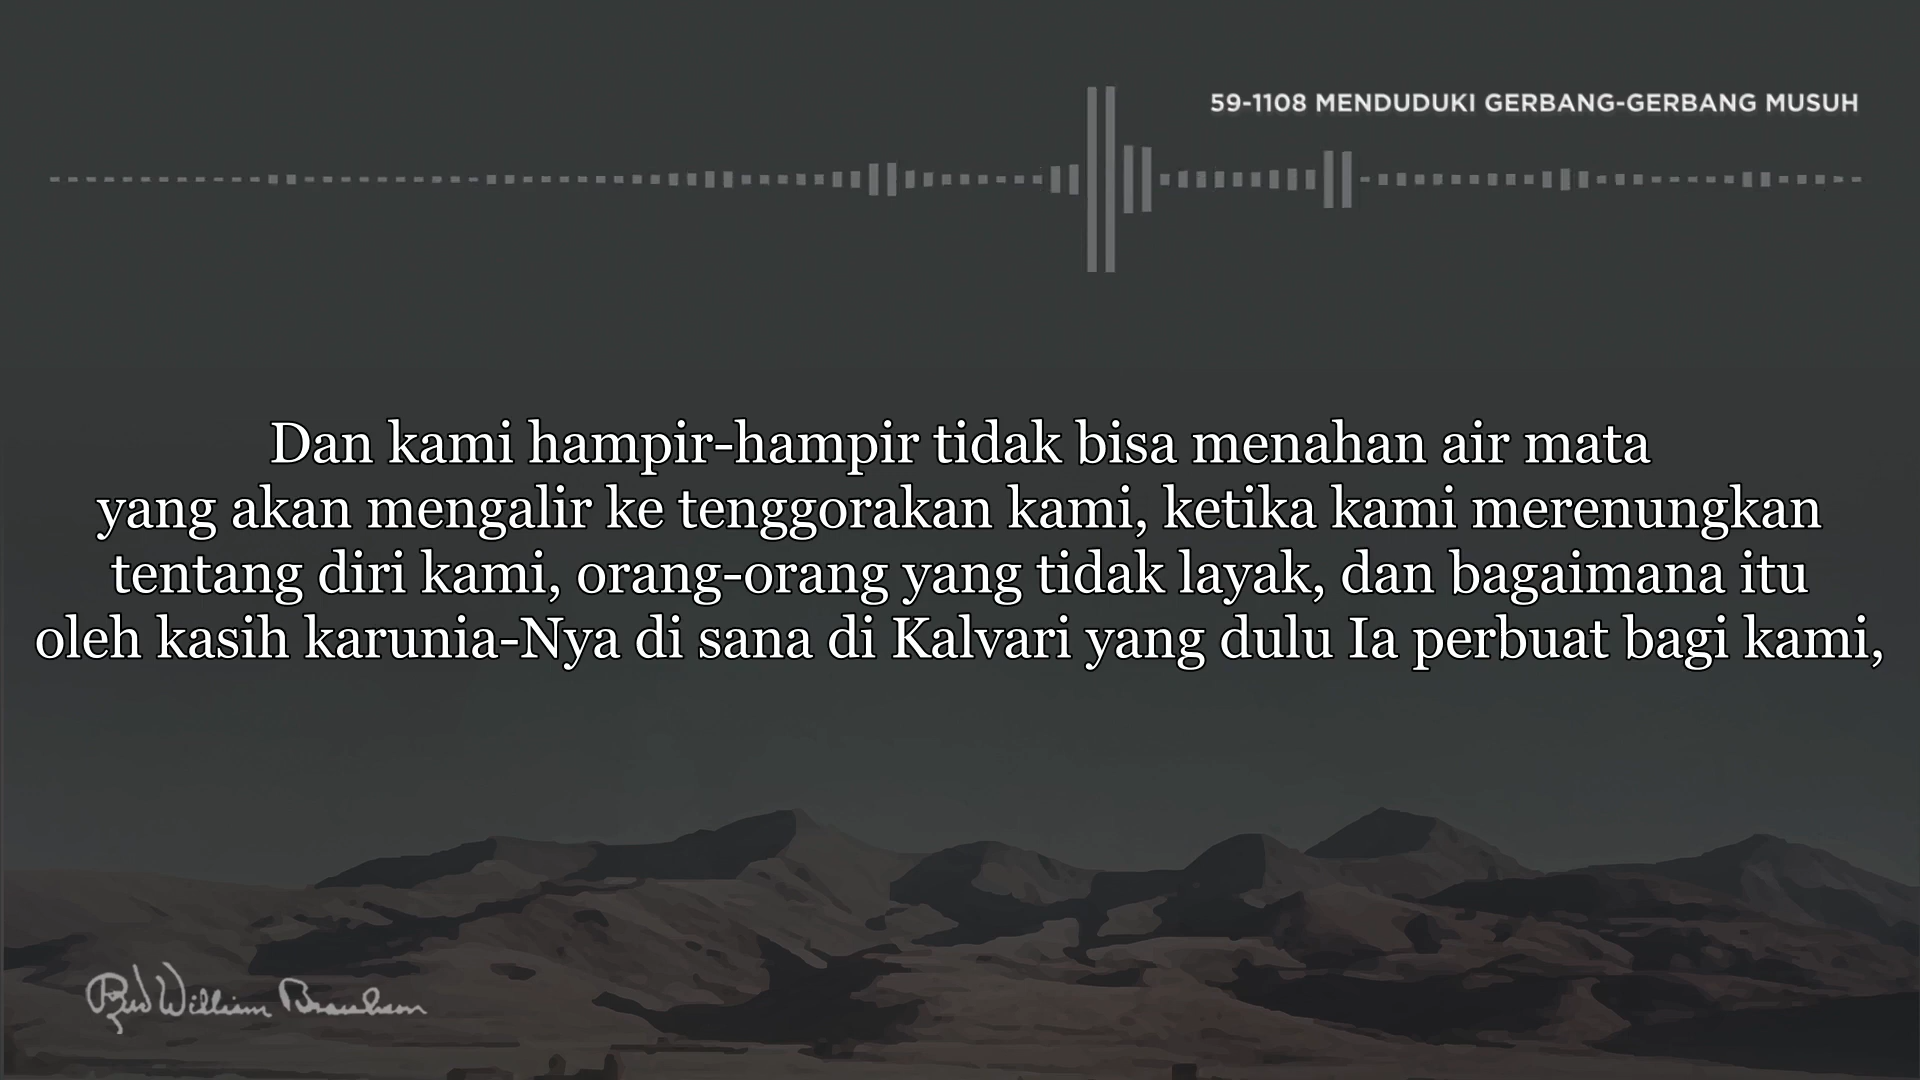 59-1108 MENDUDUKI GERBANG-GERBANG MUSUH
Dan kami hampir-hampir tidak bisa menahan air mata
yang akan mengalir ke tenggorakan kami, ketika kami merenungkan
tentang diri kami, orang-orang yang tidak layak, dan bagaimana itu
oleh kasih karunia-Nya di sana di Kalvari yang dulu Ia perbuat bagi kami,
Rev William Branham